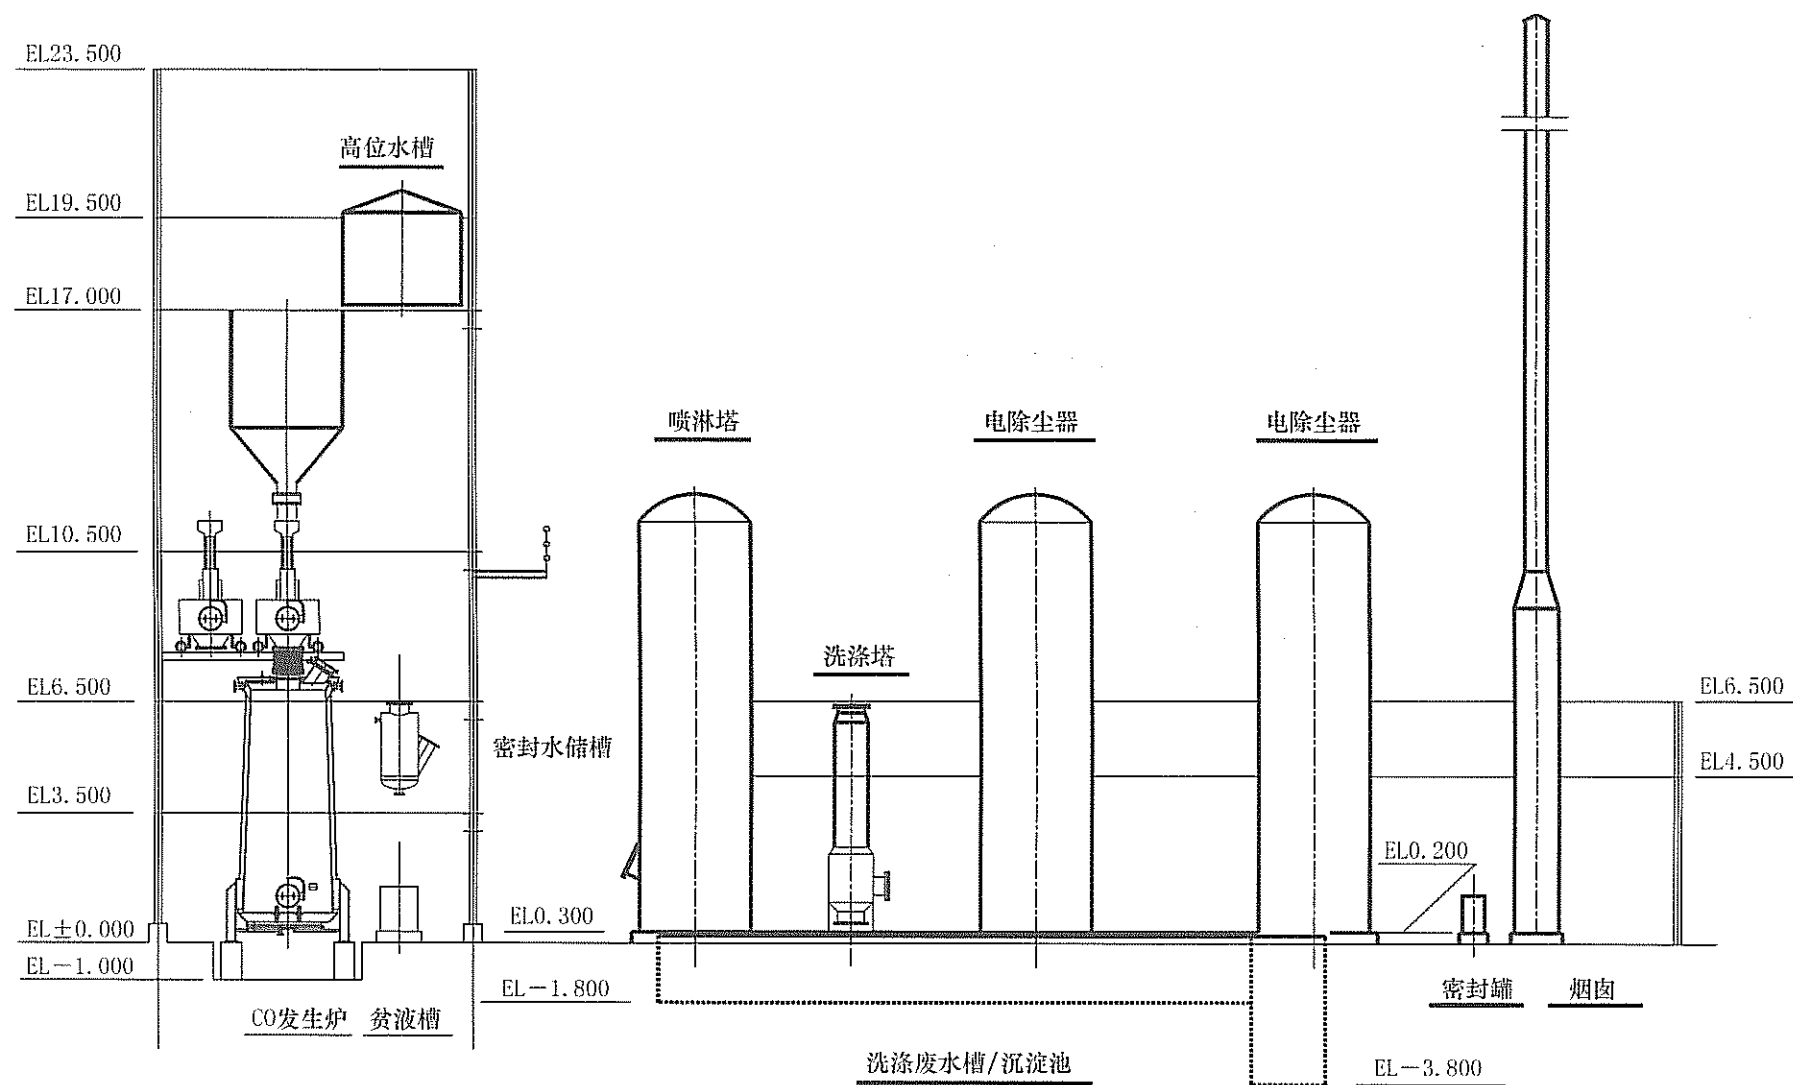 EL23.500
高位水槽
EL19.500
EL17.000
喷淋塔
电除尘器
电除尘器
EL10.500
洗涤塔
EL6.500
EL6.500
密封水储槽
EL4.500
EL3.500
EL0.200
EL0.300
EL±0.000
EL-1.000
EL-1.800
密封罐
烟囱
CO发生炉
贫液槽
洗涤废水槽/沉淀池
EL-3.800